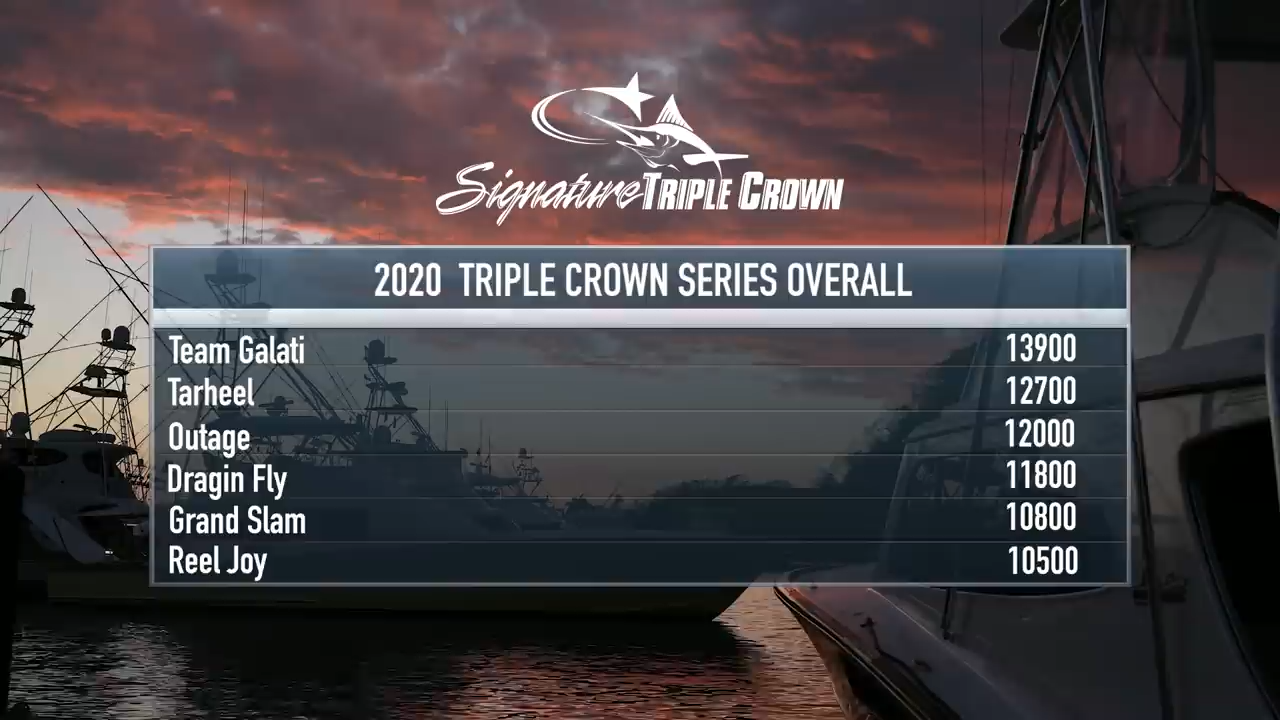 Signature TRIPLE CROWN
2020 TRIPLE CROWN SERIES OVERALL
Team Galati 13900
Tarheel 12700
Outage 12000
Dragin Fly 11800
Grand Slam 10800
Reel Joy 10500